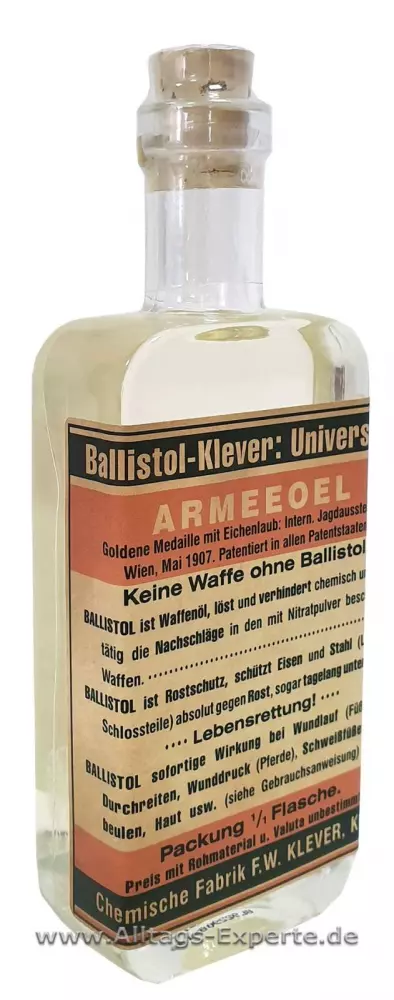 Ballistol-Klever: Univers
ARMEEOEL
Goldene Medaille mit Eichenlaub: Intern. Jagdausste
Wien, Mai 1907. Patentiert in allen Patentstaaten
Keine Waffe ohne Ballistol
BALLISTOL ist Waffenöl, löst und verhindert chemisch u
tätig die Nachschläge in den mit Nitratpulver besc
Waffen.
BALLISTOL ist Rostschutz, schützt Eisen und Stahl (L
Schlossteile) absolut gegen Rost, sogar tagelang unter
.... Lebensrettung! ....
BALLISTOL sofortige Wirkung bei Wundlauf (Füß
Durchreiten, Wunddruck (Pferde), Schweißfüße
beulen, Haut usw. (siehe Gebrauchsanweisung)
Packung 1/1 Flasche.
Preis mit Rohmaterial u. Valuta unbestimm
Chemische Fabrik F.W. KLEVER, K
www.Alltags-Experte.de